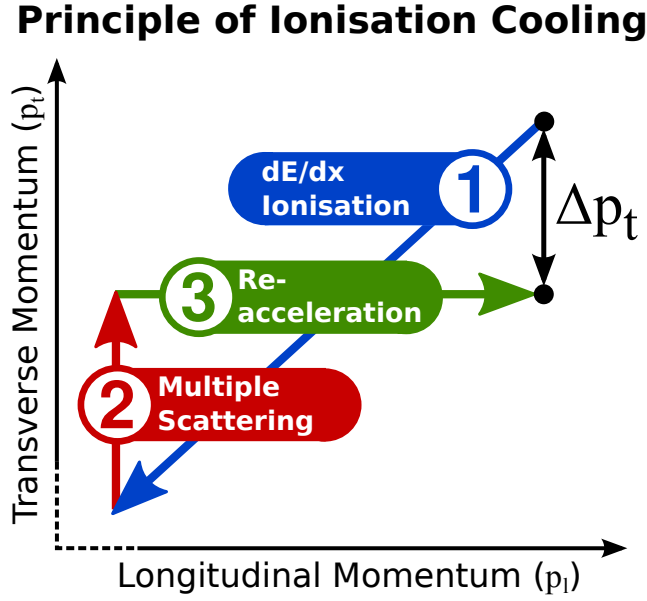 Principle of Ionisation Cooling
Transverse Momentum (pt)
dE/dx
Ionisation
1
Δpt
3
Re-
acceleration
2
Multiple
Scattering
Longitudinal Momentum (pl)